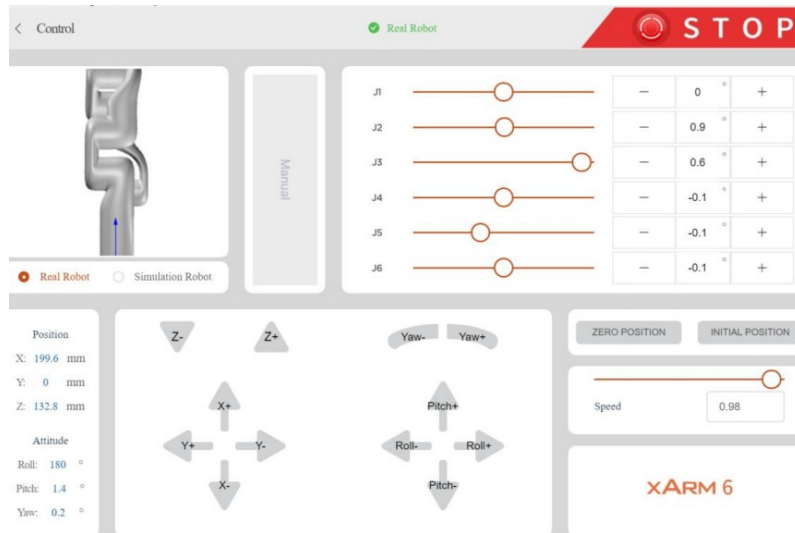 Control
Real Robot
STOP
Manual
J1 − 0 ° +
J2 − 0.9 ° +
J3 − 0.6 ° +
J4 − -0.1 ° +
J5 − -0.1 ° +
J6 − -0.1 ° +
Real Robot Simulation Robot
Position
X: 199.6 mm
Y: 0 mm
Z: 132.8 mm
Attitude
Roll: 180 °
Pitch: 1.4 °
Yaw: 0.2 °
Z- Z+
X+
Y+ Y-
X-
Yaw- Yaw+
Pitch+
Roll- Roll+
Pitch-
ZERO POSITION INITIAL POSITION
Speed 0.98
XARM 6